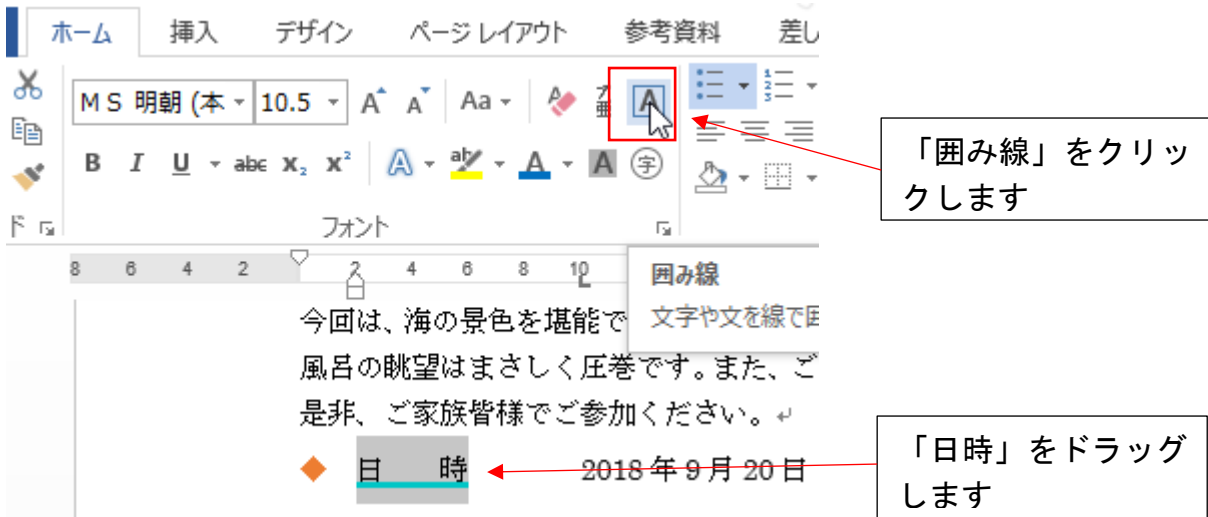 ホーム 挿入 デザイン ページ レイアウト 参考資料 差し
ＭＳ 明朝 (本 10.5 A A Aa 亜 A
B I U abc X₂ X² A ab A A 字
ド フォント
8 6 4 2 2 4 6 8 10
囲み線
文字や文を線で囲
「囲み線」をクリッ
クします
今回は、海の景色を堪能で
風呂の眺望はまさしく圧巻です。また、ご
是非、ご家族皆様でご参加ください。↵
◆ 日　　時 2018 年 9 月 20 日
「日時」をドラッグ
します